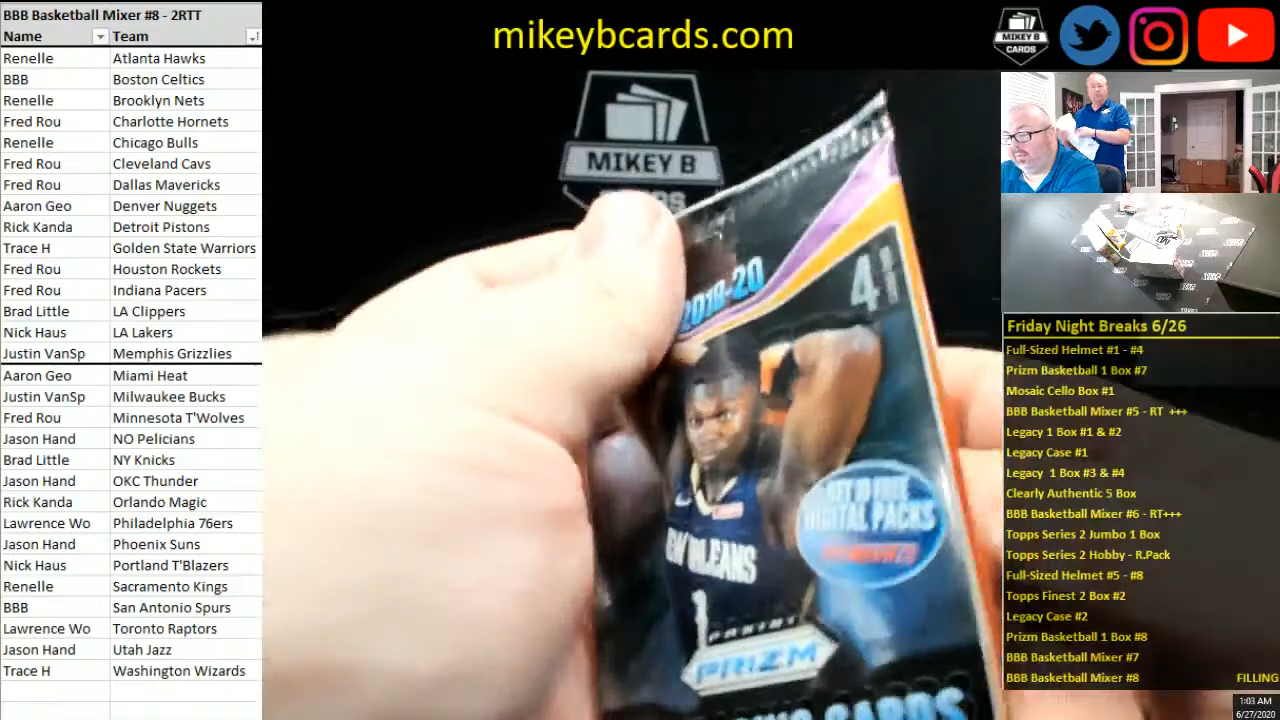 BBB Basketball Mixer #8 - 2RTT
Name Team
Renelle Atlanta Hawks
BBB Boston Celtics
Renelle Brooklyn Nets
Fred Rou Charlotte Hornets
Renelle Chicago Bulls
Fred Rou Cleveland Cavs
Fred Rou Dallas Mavericks
Aaron Geo Denver Nuggets
Rick Kanda Detroit Pistons
Trace H Golden State Warriors
Fred Rou Houston Rockets
Fred Rou Indiana Pacers
Brad Little LA Clippers
Nick Haus LA Lakers
Justin VanSp Memphis Grizzlies
Aaron Geo Miami Heat
Justin VanSp Milwaukee Bucks
Fred Rou Minnesota T'Wolves
Jason Hand NO Pelicians
Brad Little NY Knicks
Jason Hand OKC Thunder
Rick Kanda Orlando Magic
Lawrence Wo Philadelphia 76ers
Jason Hand Phoenix Suns
Nick Haus Portland T'Blazers
Renelle Sacramento Kings
BBB San Antonio Spurs
Lawrence Wo Toronto Raptors
Jason Hand Utah Jazz
Trace H Washington Wizards
mikeybcards.com
MIKEY B
CARDS
2019-20
DIGITAL PACKS
NEW ORLEANS
1
PANINI
PRIZM
CARDS
MIKEY B
CARDS
Friday Night Breaks 6/26
Full-Sized Helmet #1 - #4
Prizm Basketball 1 Box #7
Mosaic Cello Box #1
BBB Basketball Mixer #5 - RT +++
Legacy 1 Box #1 & #2
Legacy Case #1
Legacy 1 Box #3 & #4
Clearly Authentic 5 Box
BBB Basketball Mixer #6 - RT+++
Topps Series 2 Jumbo 1 Box
Topps Series 2 Hobby - R.Pack
Full-Sized Helmet #5 - #8
Topps Finest 2 Box #2
Legacy Case #2
Prizm Basketball 1 Box #8
BBB Basketball Mixer #7
BBB Basketball Mixer #8 FILLING
1:03 AM
6/27/2020